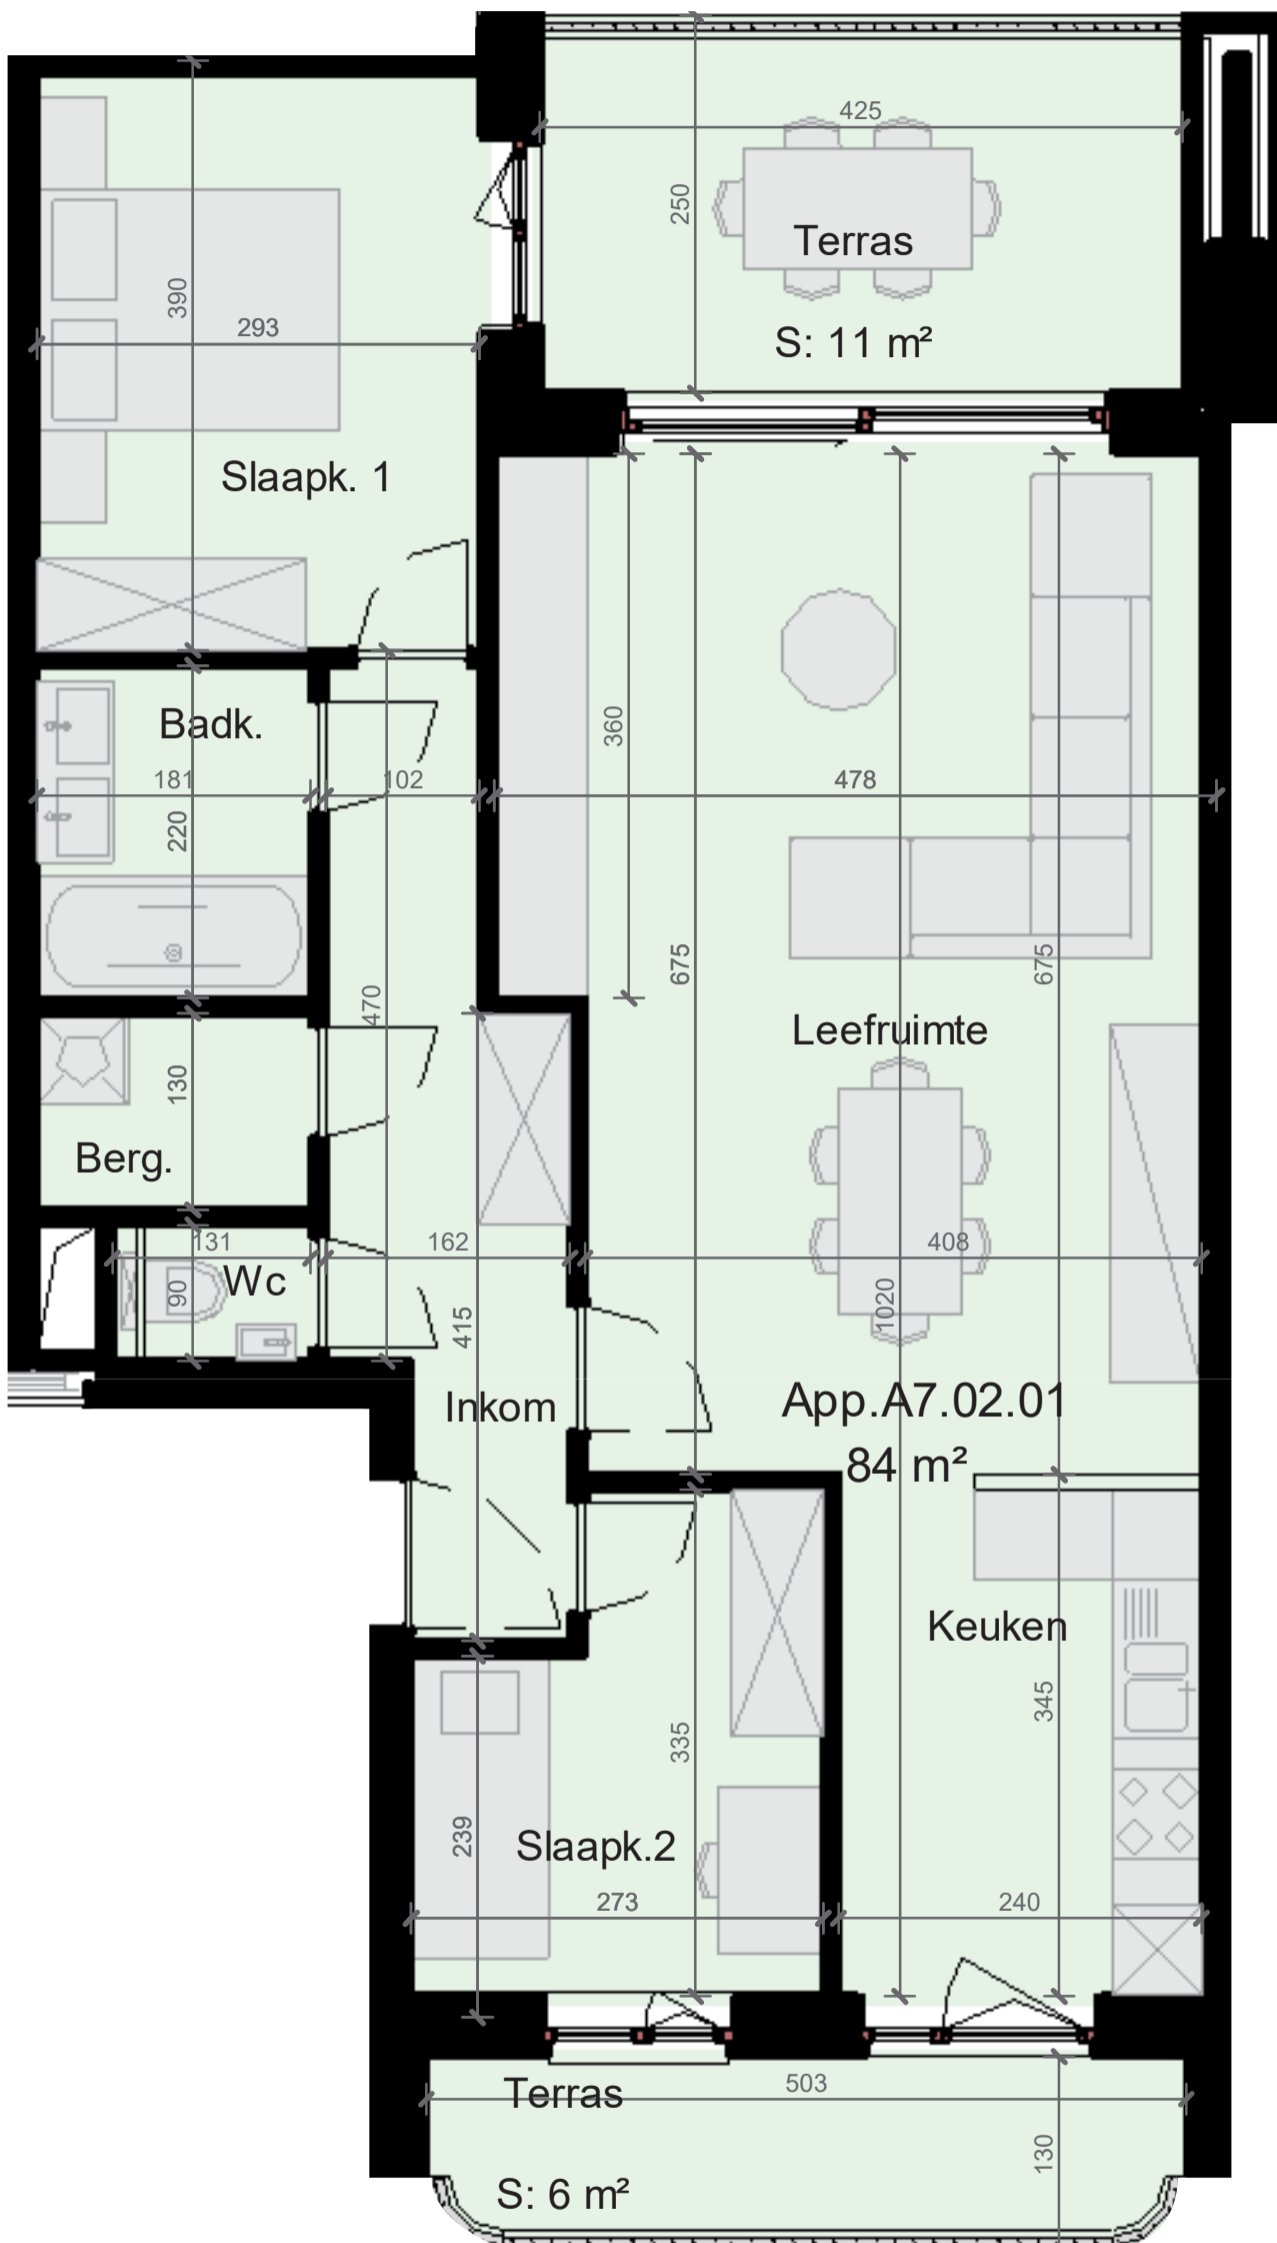 425
250
Terras
S: 11 m²
390
293
Slaapk. 1
360
Badk.
181
102
478
220
675
675
470
Leefruimte
130
Berg.
131
162
408
90
Wc
415
1020
Inkom
App.A7.02.01
84 m²
Keuken
345
335
239
Slaapk.2
273
240
503
Terras
130
S: 6 m²